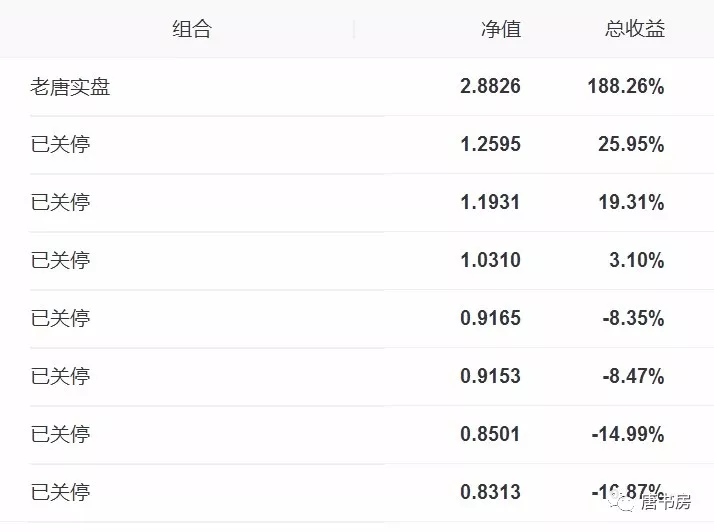 组合 净值 总收益
老唐实盘 2.8826 188.26%
已关停 1.2595 25.95%
已关停 1.1931 19.31%
已关停 1.0310 3.10%
已关停 0.9165 -8.35%
已关停 0.9153 -8.47%
已关停 0.8501 -14.99%
已关停 0.8313 -16.87%
唐书房